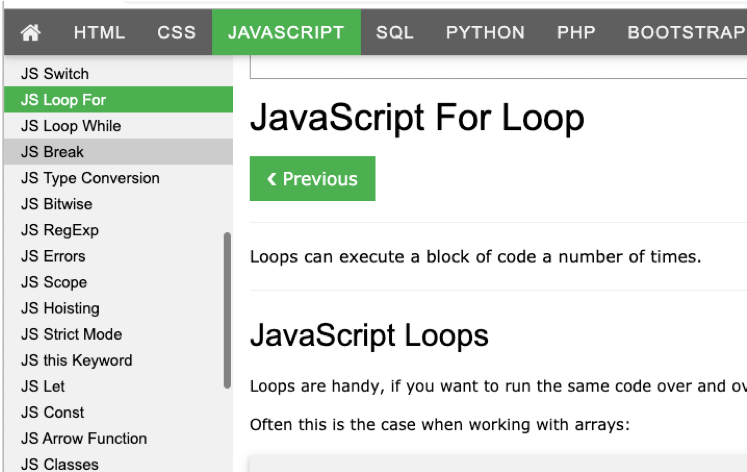 HTML CSS JAVASCRIPT SQL PYTHON PHP BOOTSTRAP
JS Switch
JS Loop For
JS Loop While
JS Break
JS Type Conversion
JS Bitwise
JS RegExp
JS Errors
JS Scope
JS Hoisting
JS Strict Mode
JS this Keyword
JS Let
JS Const
JS Arrow Function
JS Classes
JavaScript For Loop
❮ Previous
Loops can execute a block of code a number of times.
JavaScript Loops
Loops are handy, if you want to run the same code over and
Often this is the case when working with arrays: